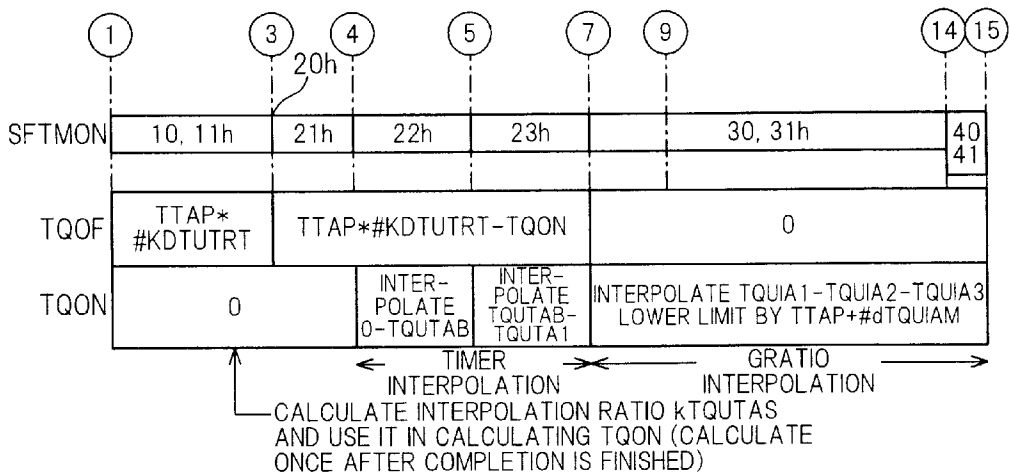 1 3 4 5 7 9 14 15
20h
SFTMON 10, 11h 21h 22h 23h 30, 31h 40
41
TQOF TTAP*
#KDTUTRT
TTAP*#KDTUTRT-TQON
0
TQON 0
INTER-
POLATE
0-TQUTAB
INTER-
POLATE
TQUTAB-
TQUTA1
INTERPOLATE TQUIA1-TQUIA2-TQUIA3
LOWER LIMIT BY TTAP+#dTQUIAM
TIMER
INTERPOLATION
GRATIO
INTERPOLATION
CALCULATE INTERPOLATION RATIO kTQUTAS
AND USE IT IN CALCULATING TQON (CALCULATE
ONCE AFTER COMPLETION IS FINISHED)